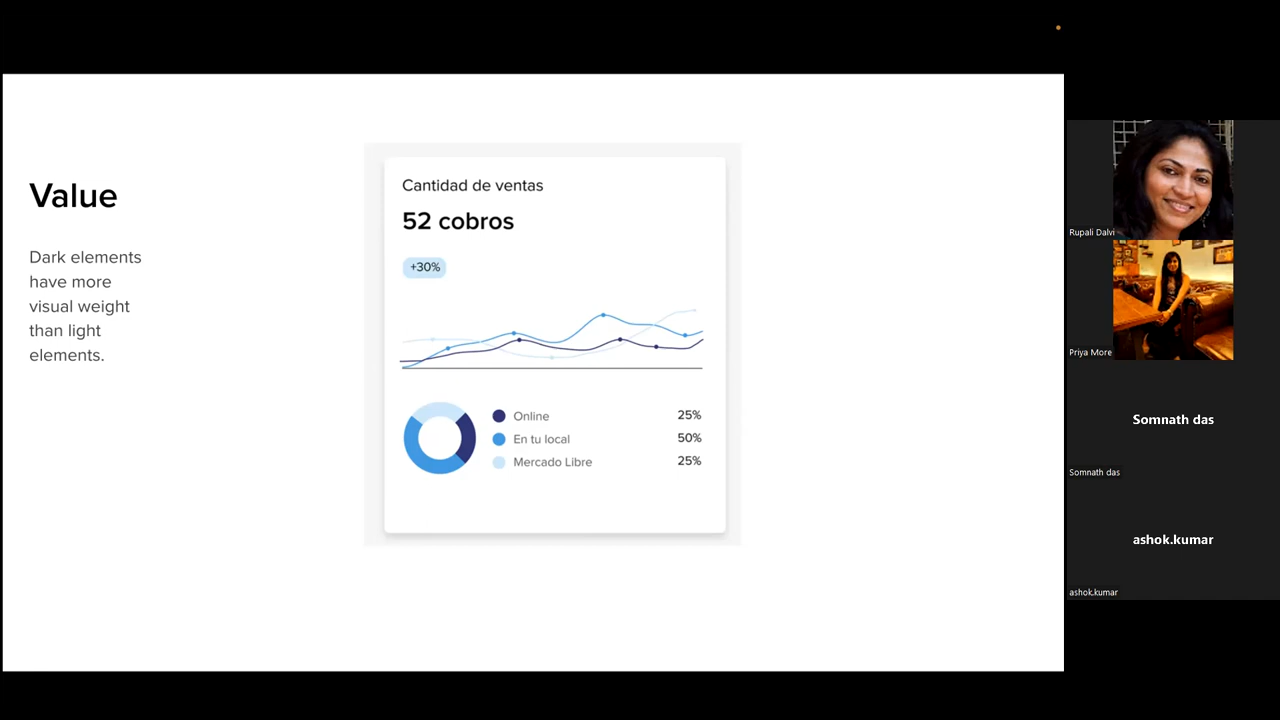 Value
Dark elements
have more
visual weight
than light
elements.
Cantidad de ventas
52 cobros
+30%
Online 25%
En tu local 50%
Mercado Libre 25%
Rupali Dalvi
Priya More
Somnath das
Somnath das
ashok.kumar
ashok.kumar